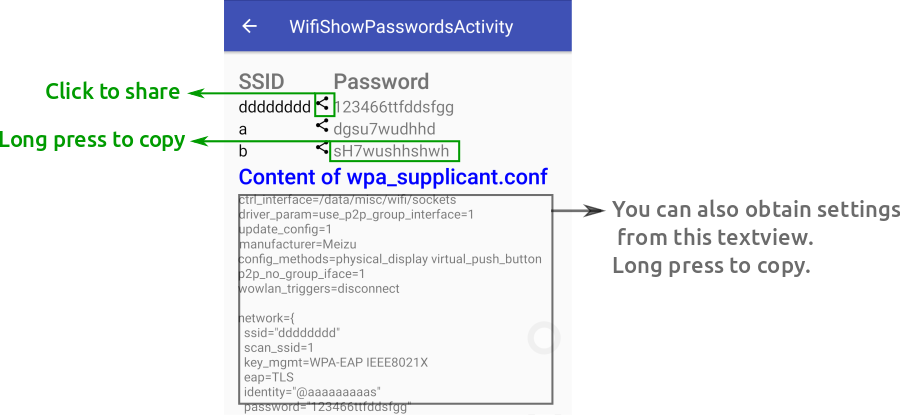 WifiShowPasswordsActivity
SSID Password
Click to share
dddddddd 123466ttfddsfgg
a dgsu7wudhhd
Long press to copy
b sH7wushhshwh
Content of wpa_supplicant.conf
ctrl_interface=/data/misc/wifi/sockets
driver_param=use_p2p_group_interface=1
update_config=1
manufacturer=Meizu
config_methods=physical_display virtual_push_button
p2p_no_group_iface=1
wowlan_triggers=disconnect
network={
ssid="dddddddd"
scan_ssid=1
key_mgmt=WPA-EAP IEEE8021X
eap=TLS
identity="@aaaaaaaaas"
password="123466ttfddsfgg"
You can also obtain settings
from this textview.
Long press to copy.